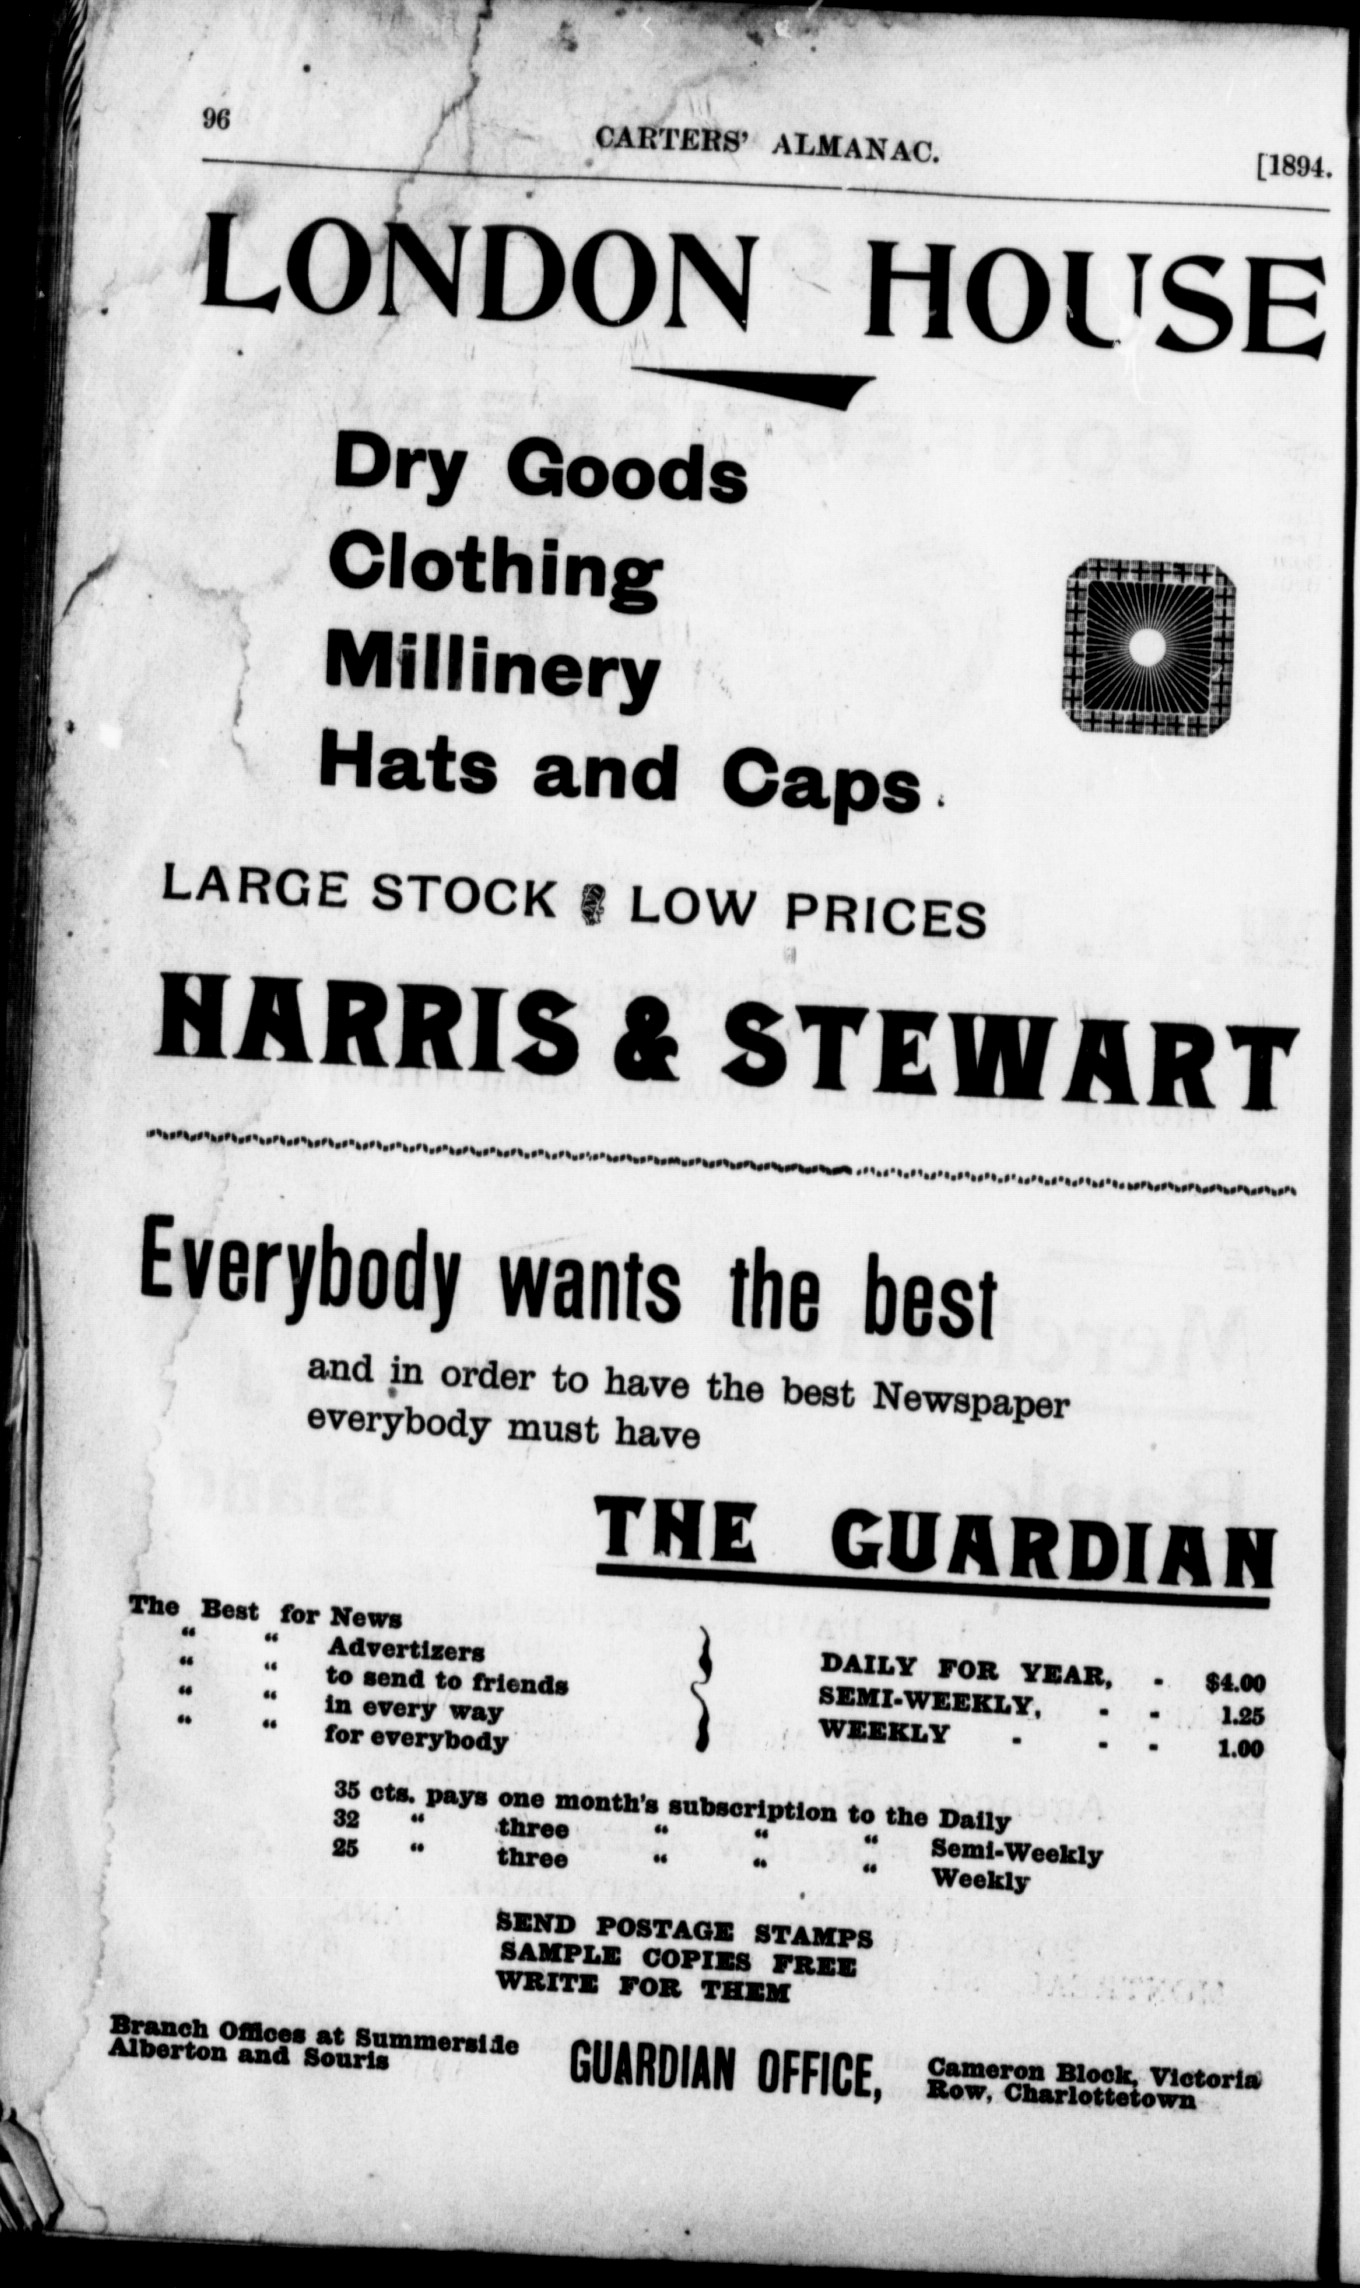 96
CARTERS' ALMANAC.
[1894.
LONDON HOUSE
Dry Goods
Clothing
Millinery
Hats and Caps.
LARGE STOCK LOW PRICES
HARRIS & STEWART
Everybody wants the best
and in order to have the best Newspaper
everybody must have
THE GUARDIAN
The Best for News
“ “ Advertizers
“ “ to send to friends
“ “ in every way
“ “ for everybody
DAILY FOR YEAR, - $4.00
SEMI-WEEKLY, - - 1.25
WEEKLY - - - 1.00
35 cts. pays one month's subscription to the Daily
32 “ three “ “ “ Semi-Weekly
25 “ three “ “ “ Weekly
SEND POSTAGE STAMPS
SAMPLE COPIES FREE
WRITE FOR THEM
Branch Offices at Summerside
Alberton and Souris
GUARDIAN OFFICE,
Cameron Block, Victoria
Row, Charlottetown